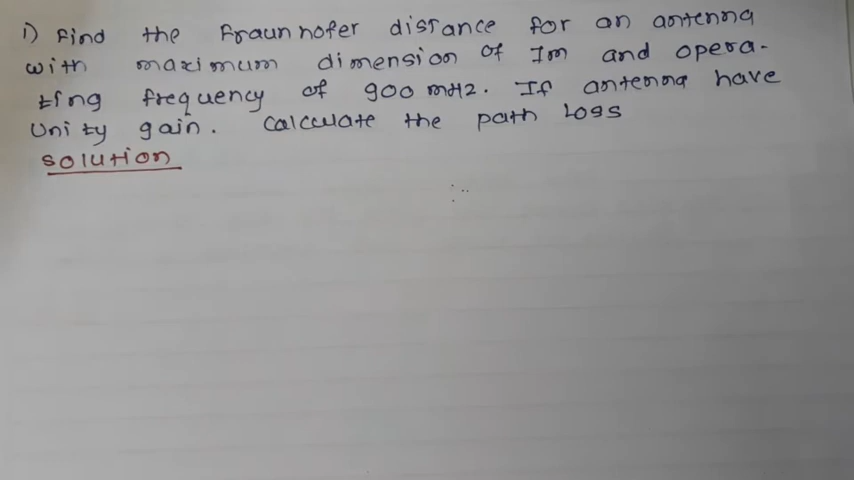 1) Find the Fraunhofer distance for an antenna
with maximum dimension of 1m and opera-
ting frequency of 900 MHz. If antenna have
Unity gain. Calculate the path Loss
Solution